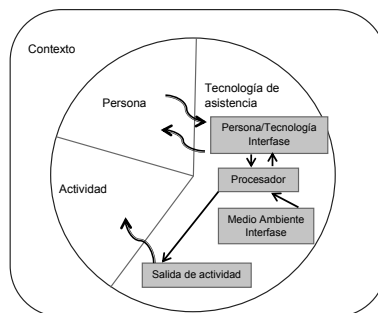 Contexto
Persona
Tecnología de
asistencia
Persona/Tecnología
Interfase
Procesador
Actividad
Medio Ambiente
Interfase
Salida de actividad